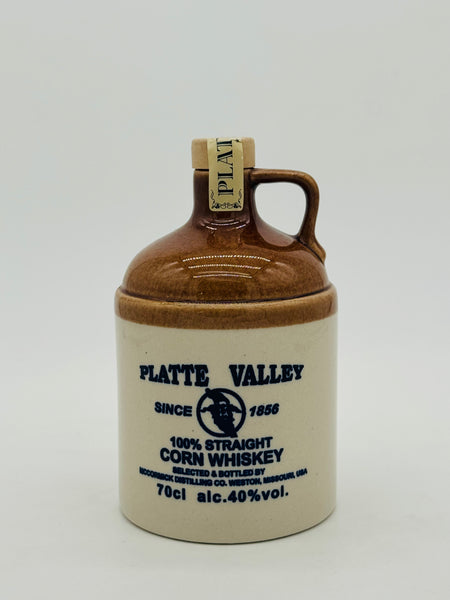 PLAT
PLATTE VALLEY
SINCE 1856
100% STRAIGHT
CORN WHISKEY
SELECTED & BOTTLED BY
MCCORMICK DISTILLING CO. WESTON, MISSOURI, USA
70cl alc.40%vol.